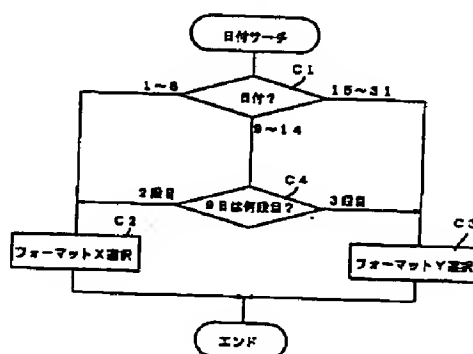 日付サーチ
C1
1～8
日付?
15～31
9～14
C4
2段目
9日は何段目?
3段目
C2
C3
フォーマットX選択
フォーマットY選択
エンド